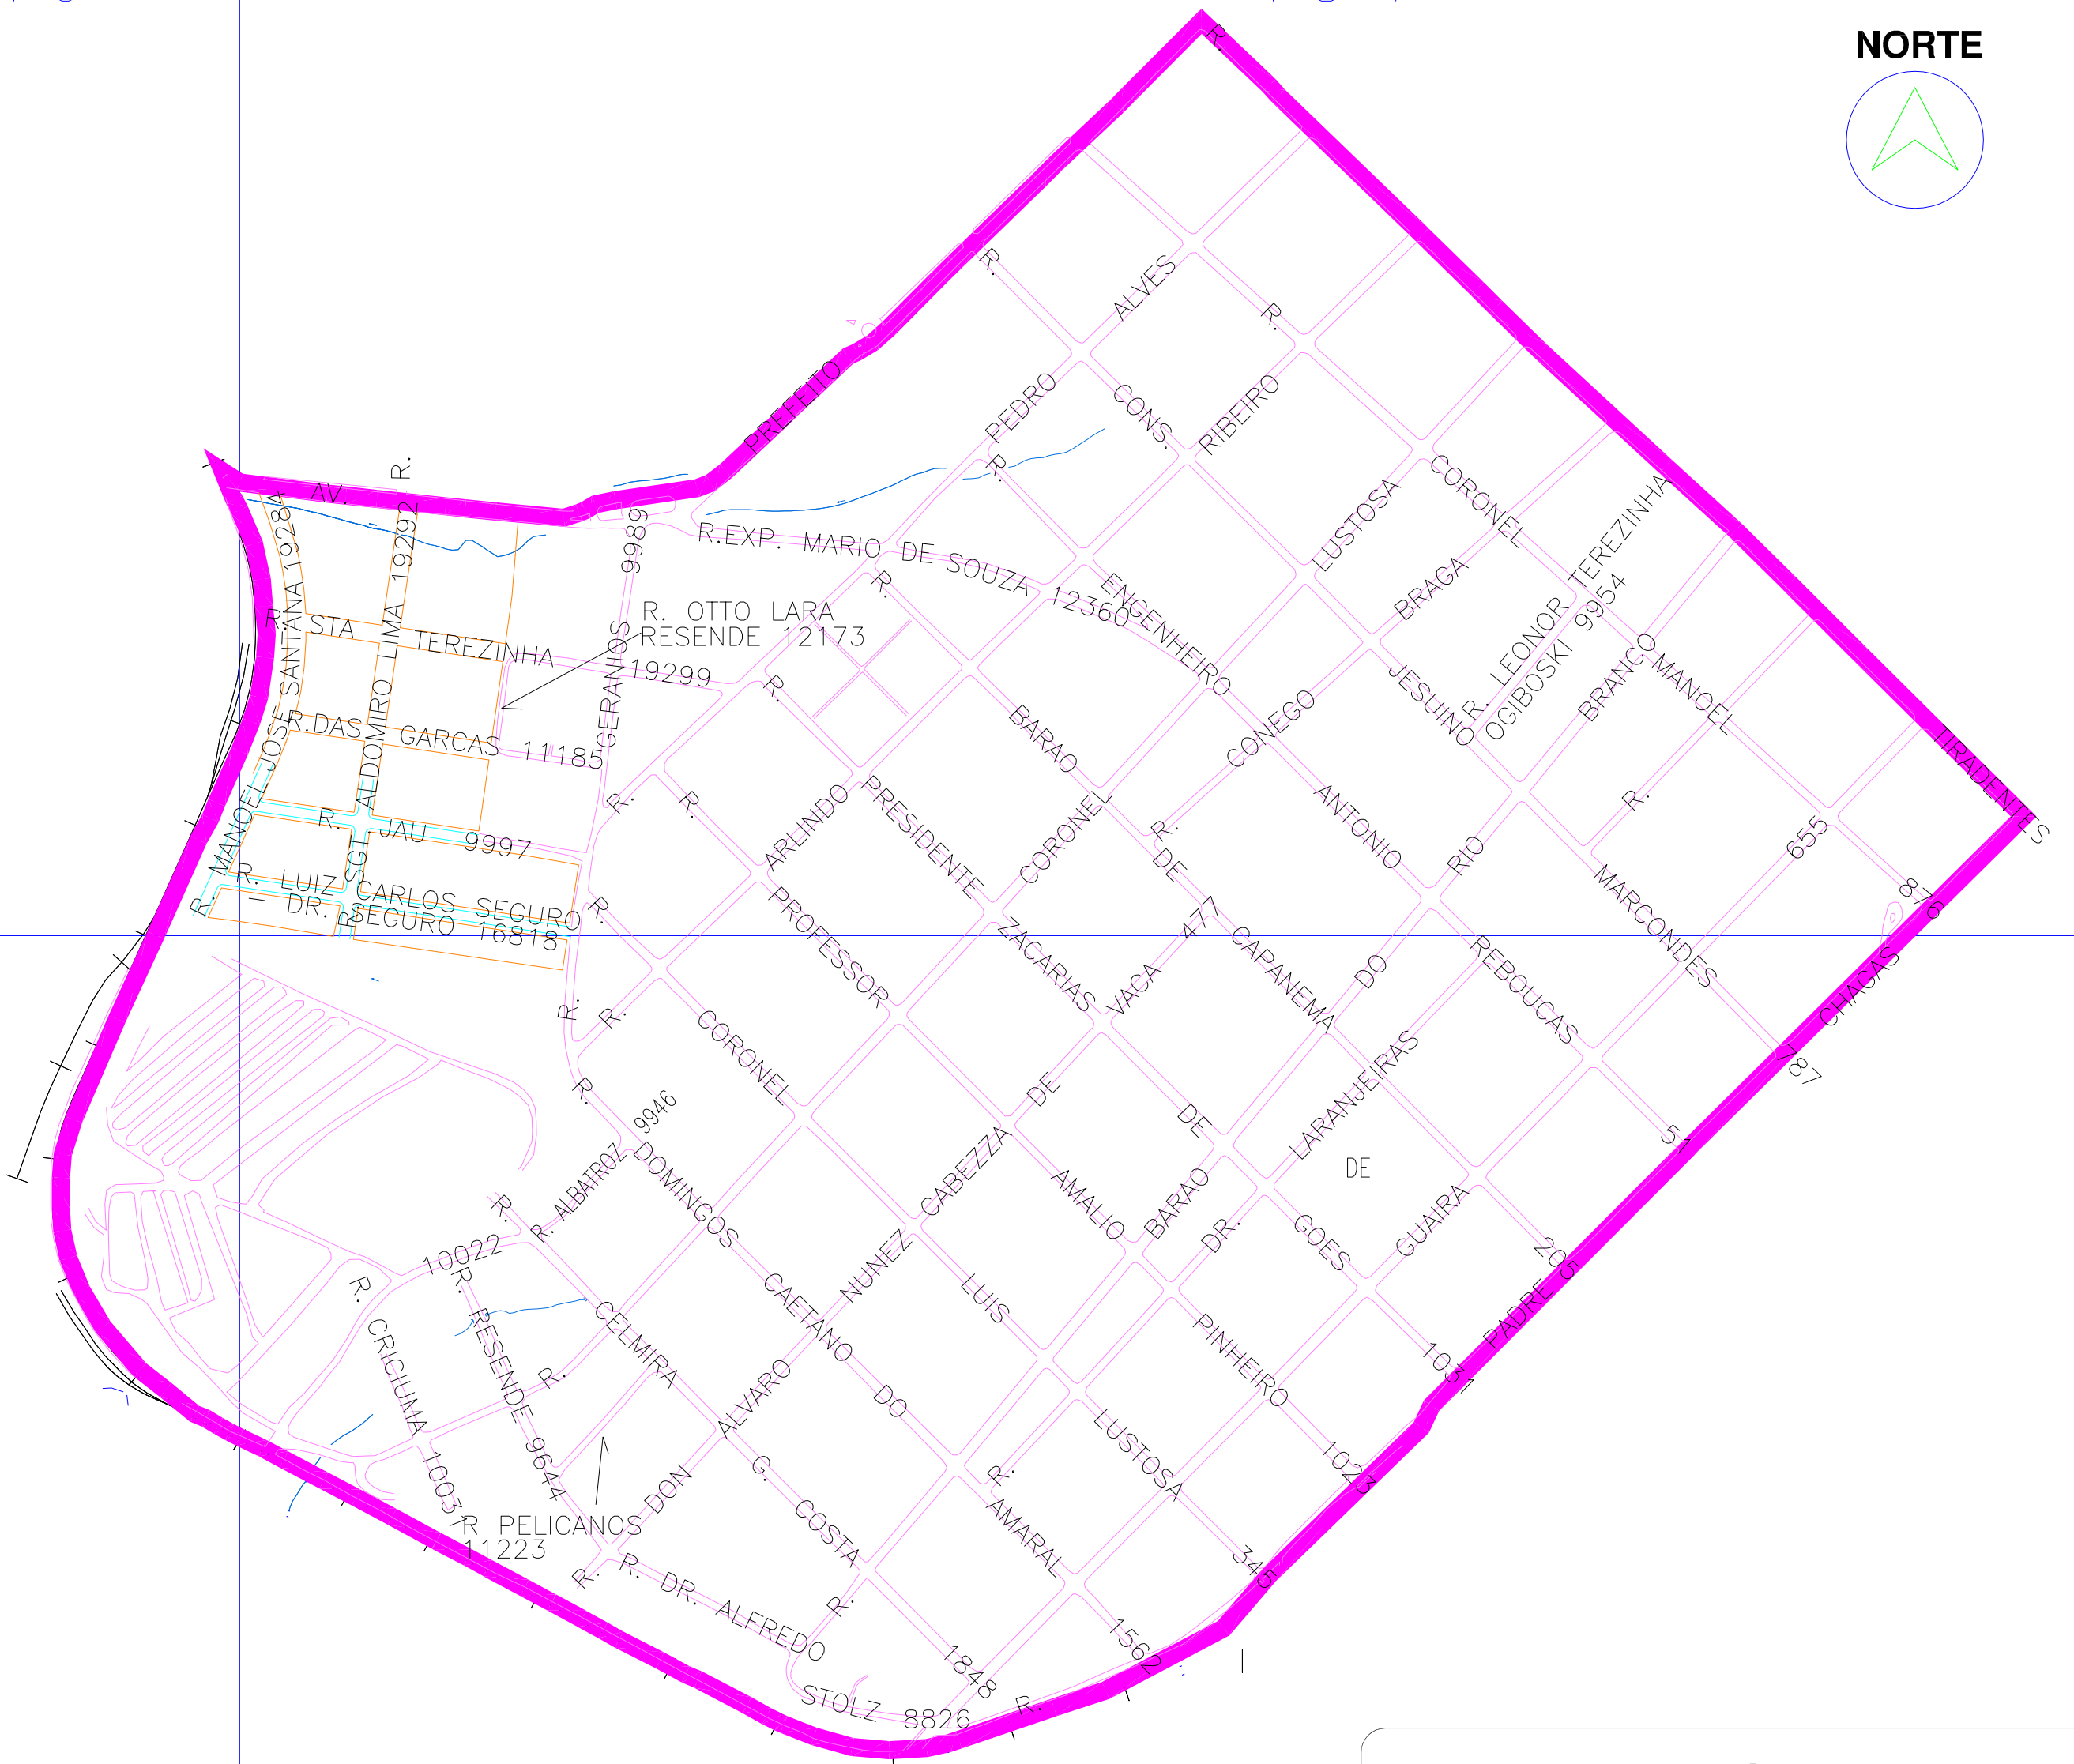 NORTE
R.
R.
ALVES
R.
PREFEITO
PEDRO
CONS.
RIBEIRO
R.
R.
AV.
CORONEL
LUSTOSA
TEREZINHA
19284
19292
9989
R.EXP. MARIO DE SOUZA 12360
R.
ENGENHEIRO
BRAGA
R. OTTO LARA
RESENDE 12173
R. LEONOR
OGIBOSKI 9954
R. STA TEREZINHA 19299
R. MANOEL JOSE SANTANA
R. SGI. ALDOMIRO LIMA
GERANIOS
R.
BARAO
CONEGO
JESUINO
BRANCO
MANOEL
TIRADENTES
R.DAS GARCAS 11185
R.
R.
ARLINDO
PRESIDENTE
CORONEL
R.
ANTONIO
RIO
R.
655
R. JAU 9997
DE
MARCONDES
876
R. LUIZ CARLOS SEGURO
– DR. SEGURO 16818
R.
PROFESSOR
ZACARIAS
VACA
477
CAPANEMA
DO
REBOUCAS
CHAGAS
R.
R.
CORONEL
LARANJEIRAS
787
R.
9946
DE
DE
57
DE
R. ALBATROZ
DOMINGOS
CABEZZA
AMALIO
BARAO
DR.
GOES
GUAIRA
205
R.
10022
NUNEZ
LUIS
PADRE
R. CRICIUMA 10031
R. RESENDE 9644
CELMIRA
CAETANO
PINHEIRO
1037
R.
ALVARO
DO
LUSTOSA
1023
DON
G.
COSTA
R.
AMARAL
345
R PELICANOS
11223
R.
R. DR. ALFREDO
R.
1562
STOLZ 8826
1848
R.